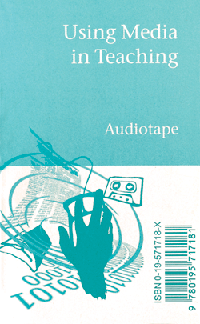 Using Media
in Teaching
Audiotape
ISBN 0-19-571718-X
9 780195 717181